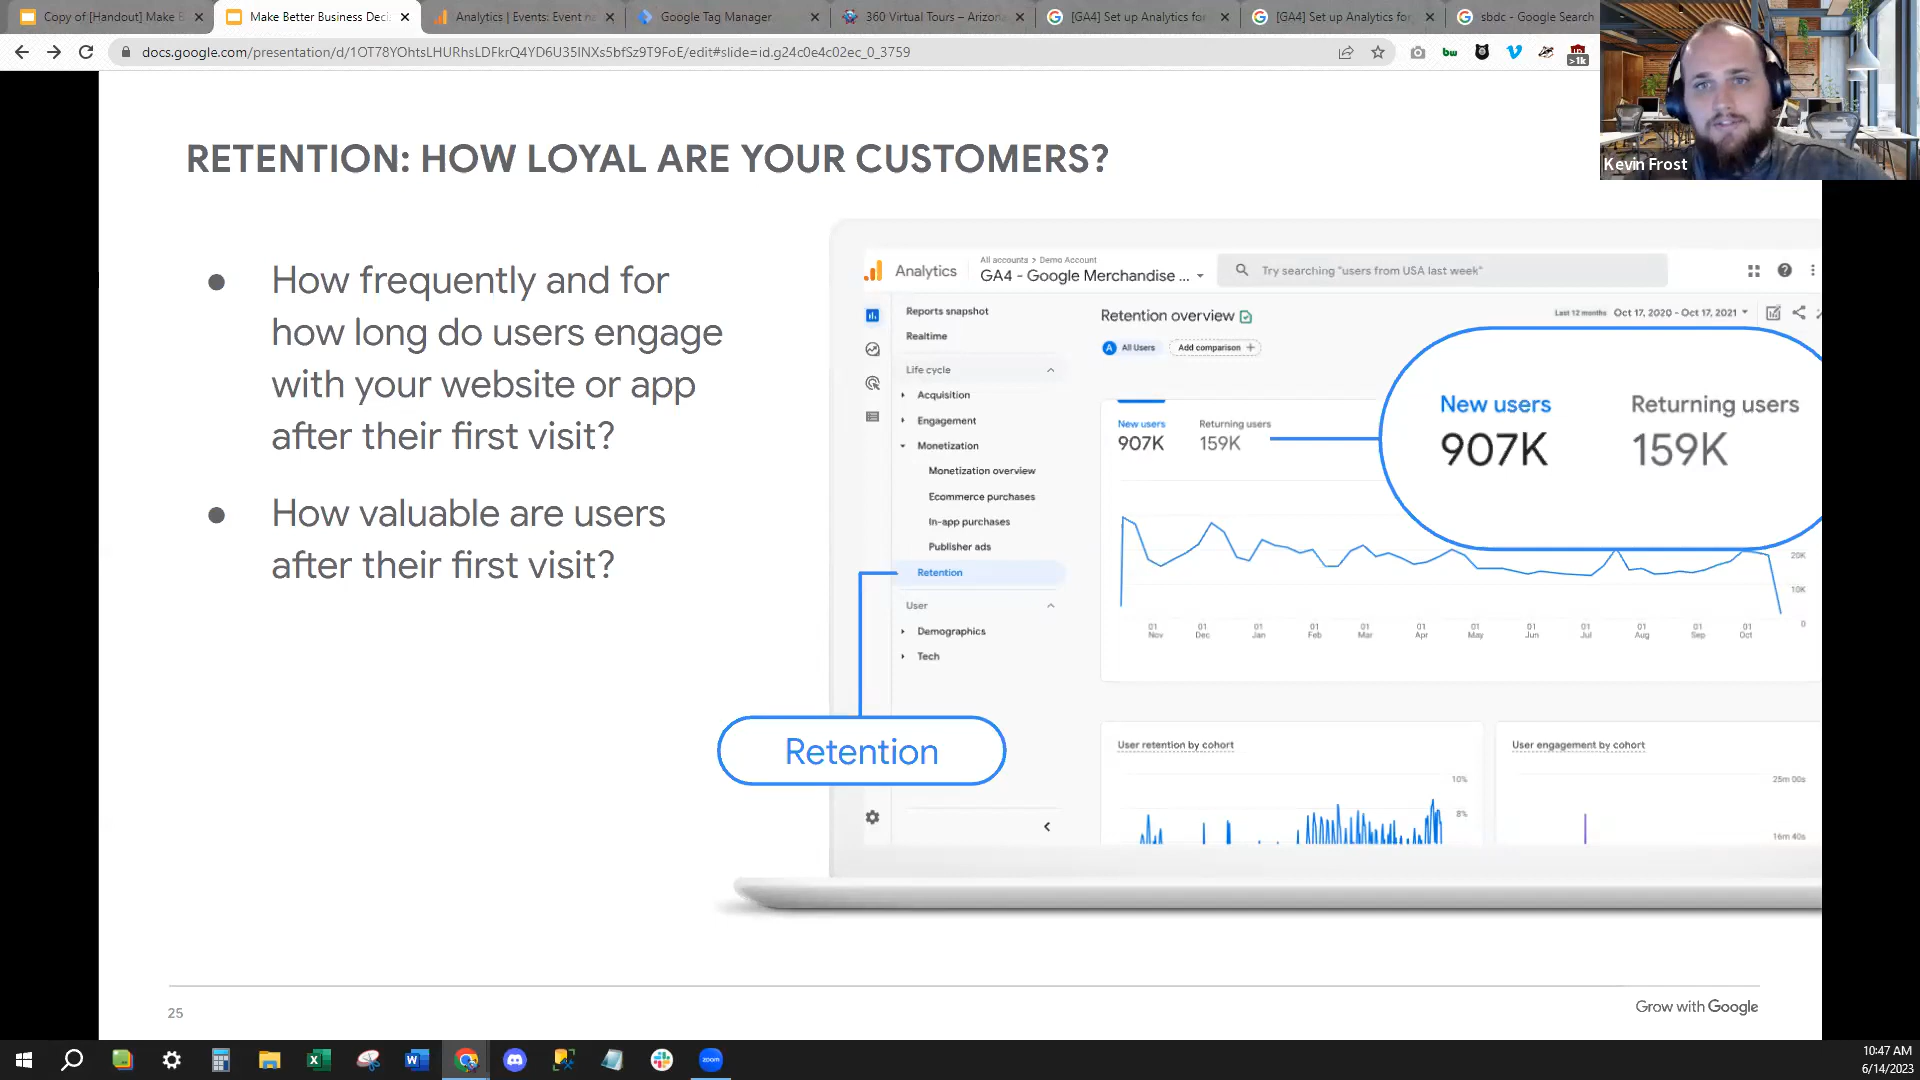 Copy of [Handout] Make B
Make Better Business Deci
Analytics | Events: Event na
Google Tag Manager
360 Virtual Tours – Arizona
[GA4] Set up Analytics for
[GA4] Set up Analytics for
sbdc - Google Search
docs.google.com/presentation/d/1OT78YOhtsLHURhsLDFkrQ4YD6U35INXs5bfSz9T9FoE/edit#slide=id.g24c0e4c02ec_0_3759
bw
>1k
Kevin Frost
RETENTION: HOW LOYAL ARE YOUR CUSTOMERS?
● How frequently and for
how long do users engage
with your website or app
after their first visit?
● How valuable are users
after their first visit?
Analytics
All accounts > Demo Account
GA4 - Google Merchandise ...
Try searching "users from USA last week"
Reports snapshot
Realtime
Life cycle
Acquisition
Engagement
Monetization
Monetization overview
Ecommerce purchases
In-app purchases
Publisher ads
Retention
User
Demographics
Tech
Retention overview
Last 12 months Oct 17, 2020 - Oct 17, 2021
A All Users
Add comparison +
New users
907K
Returning users
159K
New users
907K
Returning users
159K
20K
10K
0
01 Nov
01 Dec
01 Jan
01 Feb
01 Mar
01 Apr
01 May
01 Jun
01 Jul
01 Aug
01 Sep
01 Oct
Retention
User retention by cohort
10%
8%
User engagement by cohort
25m 00s
16m 40s
25
Grow with Google
zoom
10:47 AM
6/14/2023